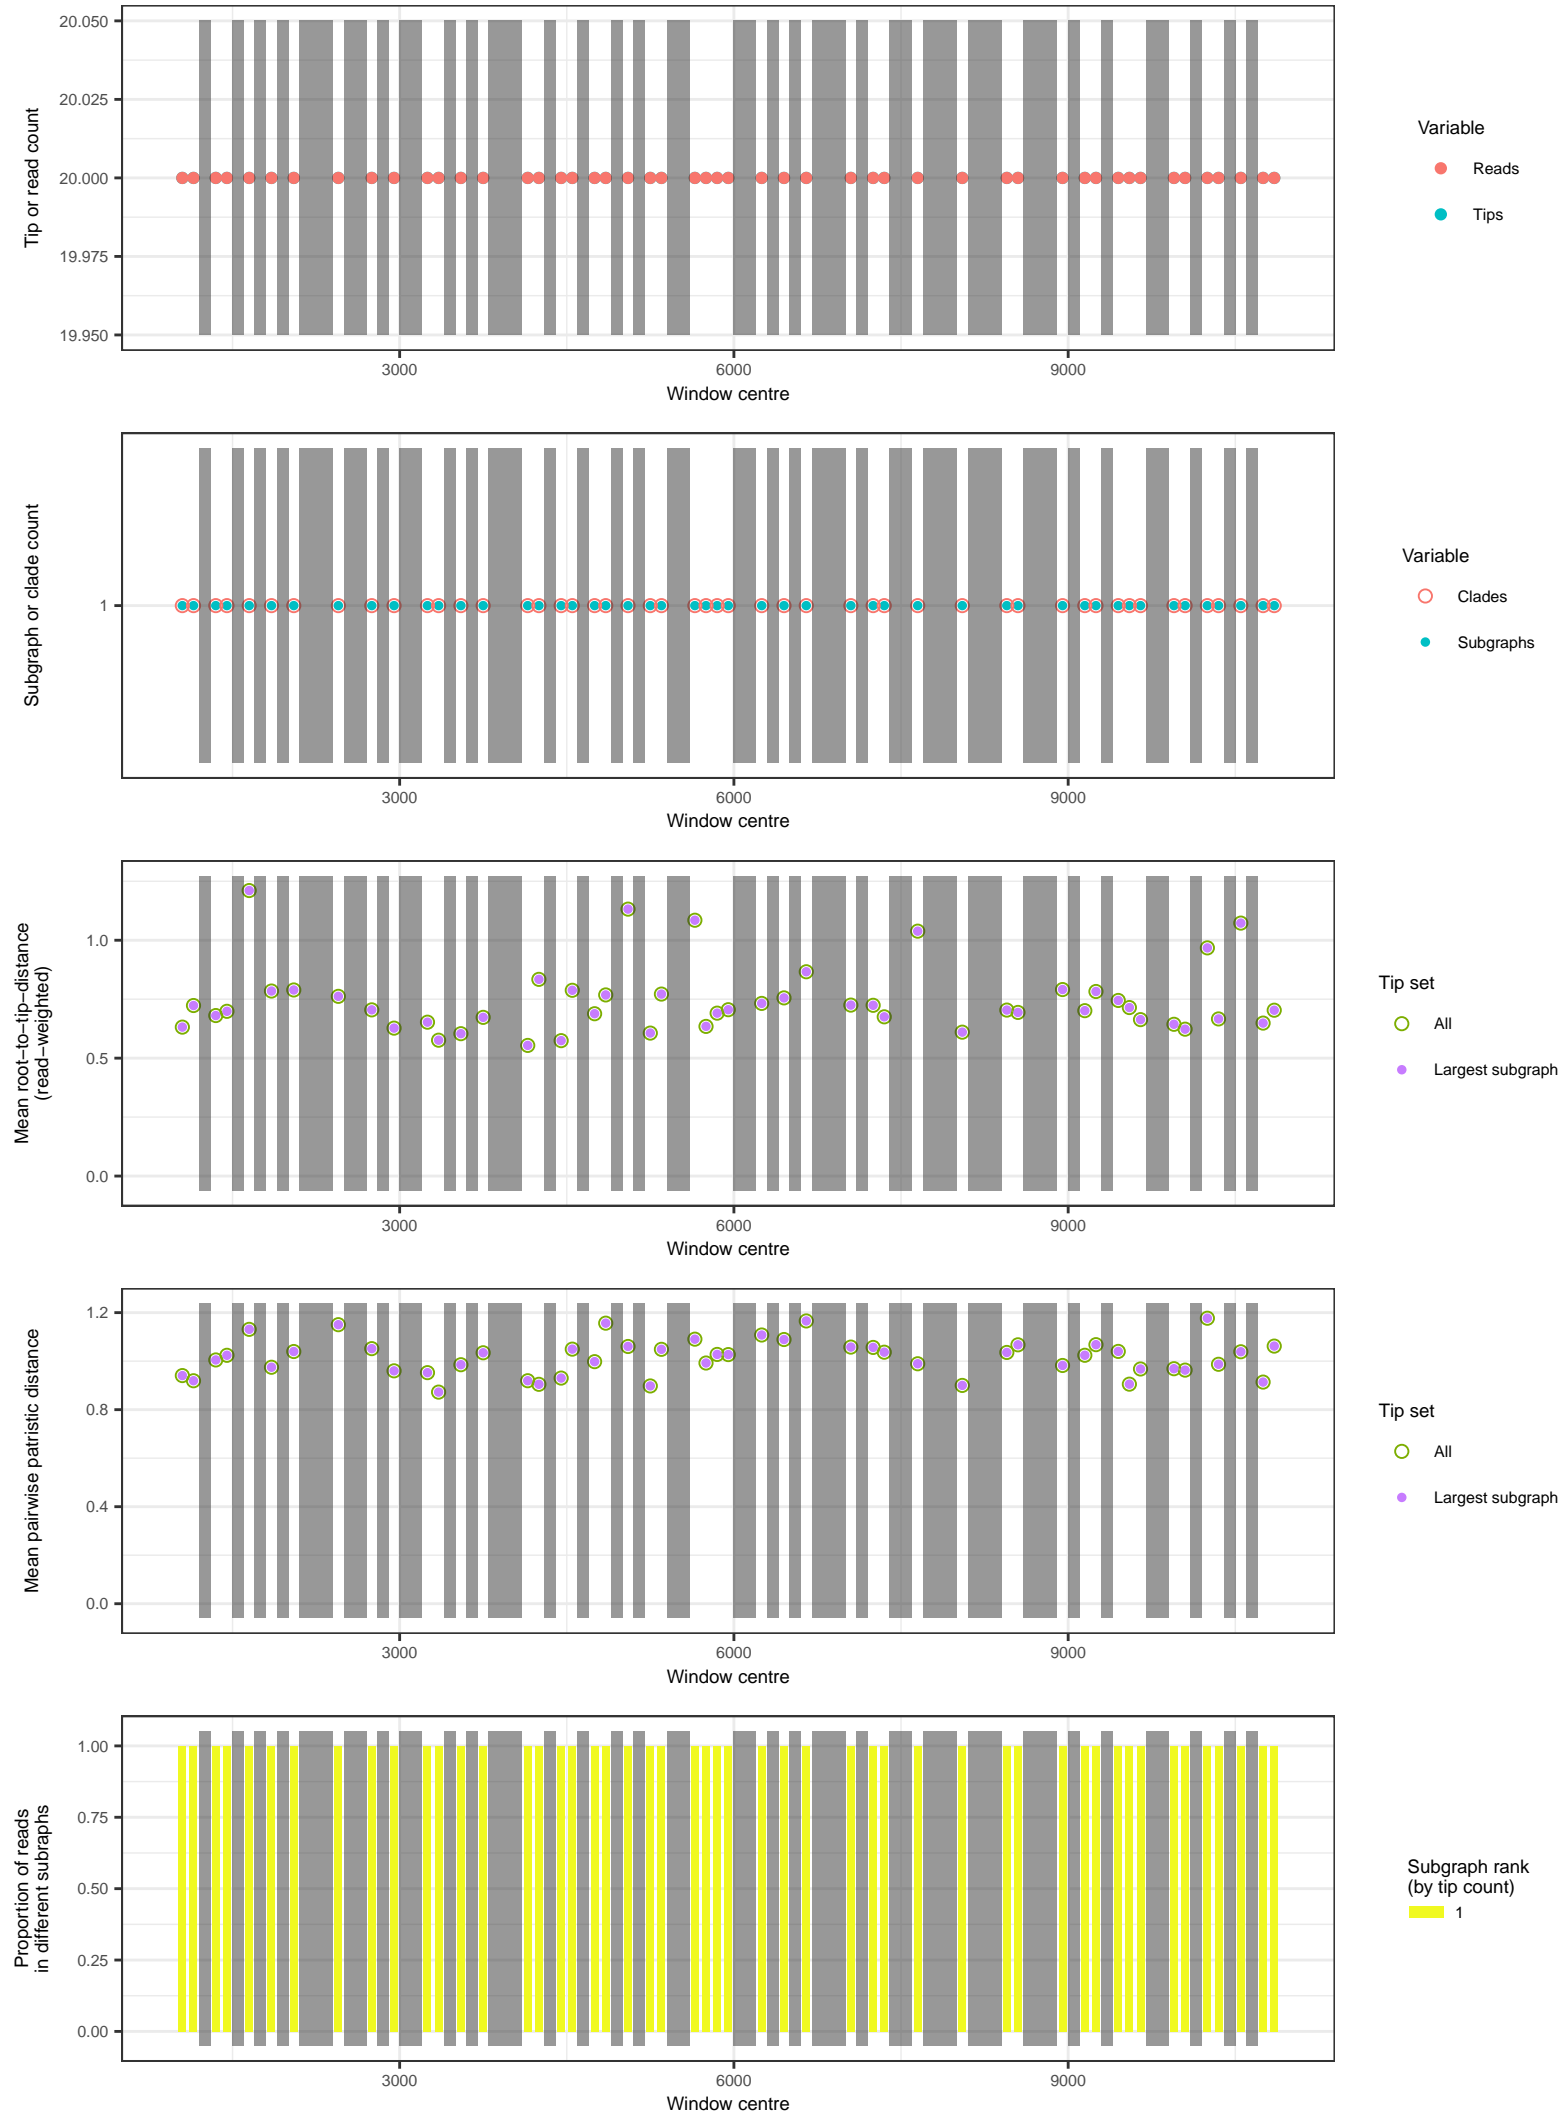 20.050
20.025
20.000
19.975
19.950
Tip or read count
3000
6000
9000
Window centre
Variable
Reads
Tips
1
Subgraph or clade count
3000
6000
9000
Window centre
Variable
Clades
Subgraphs
1.0
0.5
0.0
Mean root−to−tip−distance
(read−weighted)
3000
6000
9000
Window centre
Tip set
All
Largest subgraph
1.2
0.8
0.4
0.0
Mean pairwise patristic distance
3000
6000
9000
Window centre
Tip set
All
Largest subgraph
1.00
0.75
0.50
0.25
0.00
Proportion of reads
in different subraphs
3000
6000
9000
Window centre
Subgraph rank
(by tip count)
1